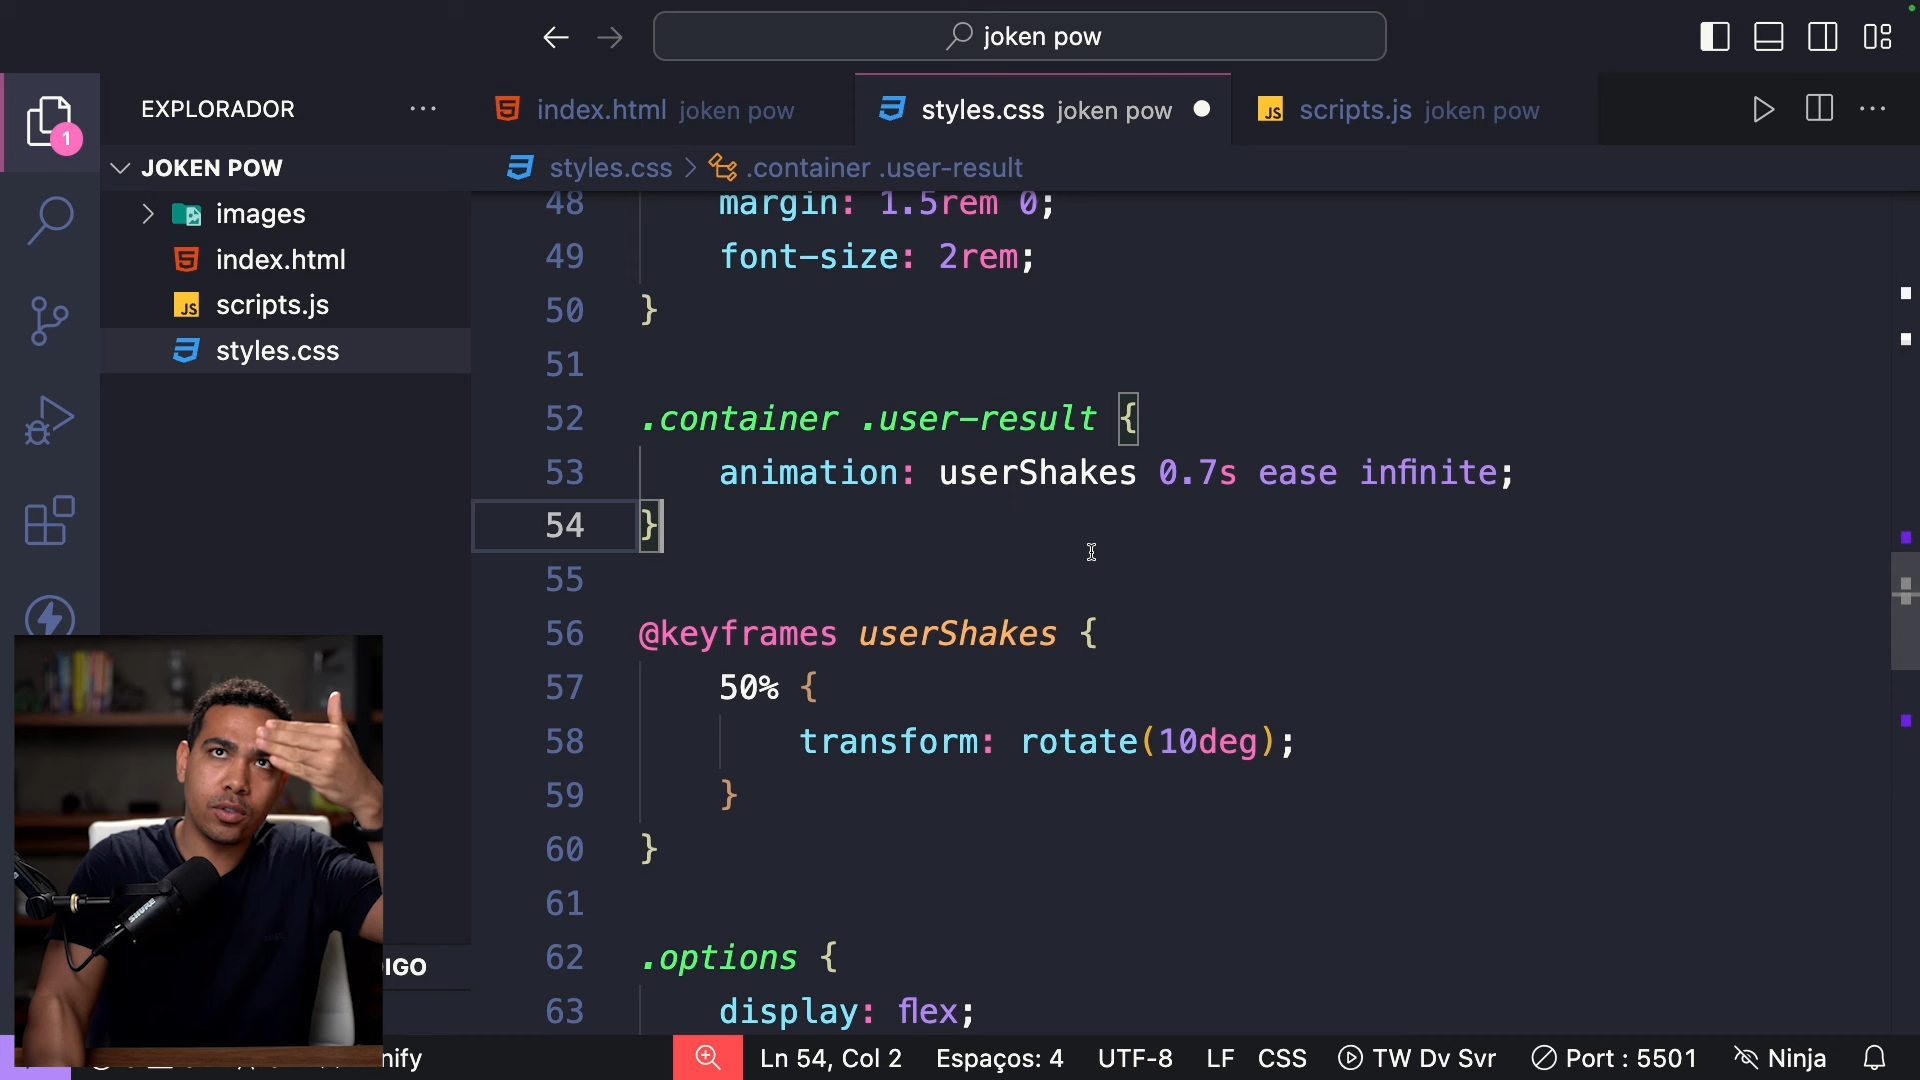 joken pow
EXPLORADOR
index.html joken pow
styles.css joken pow
scripts.js joken pow
1
JOKEN POW
styles.css > .container .user-result
images
index.html
scripts.js
styles.css
48 margin: 1.5rem 0;
49 font-size: 2rem;
50 }
51
52 .container .user-result {
53 animation: userShakes 0.7s ease infinite;
54 }
55
56 @keyframes userShakes {
57 50% {
58 transform: rotate(10deg);
59 }
60 }
61
62 .options {
63 display: flex;
IGO
SHURE
nify
Ln 54, Col 2 Espaços: 4 UTF-8 LF CSS TW Dv Svr Port : 5501 Ninja